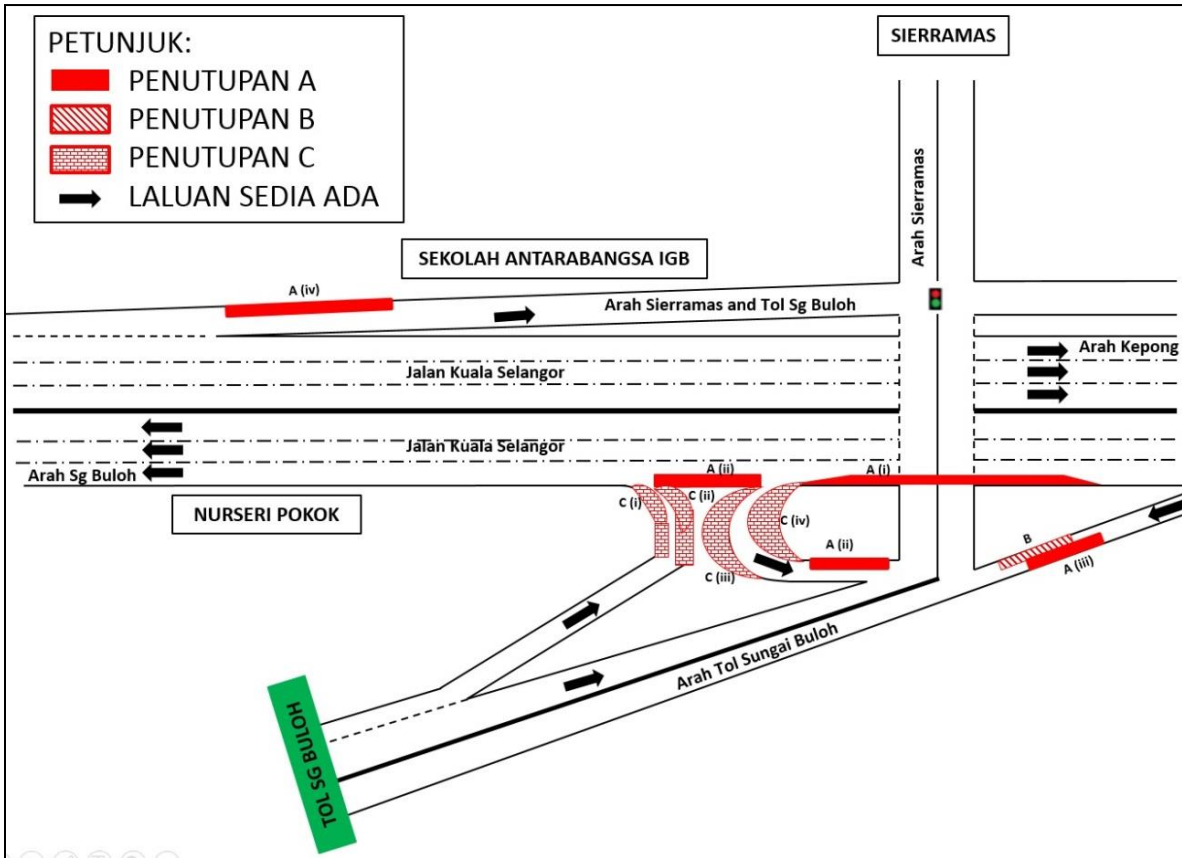 PETUNJUK:
PENUTUPAN A
PENUTUPAN B
PENUTUPAN C
LALUAN SEDIA ADA
SIERRAMAS
Arah Sierramas
SEKOLAH ANTARABANGSA IGB
A (iv)
Arah Sierramas and Tol Sg Buloh
Arah Kepong
Jalan Kuala Selangor
Jalan Kuala Selangor
Arah Sg Buloh
NURSERI POKOK
A (ii)
A (i)
C (i)
C (ii)
C (iv)
A (ii)
C (iii)
B
A (iii)
Arah Tol Sungai Buloh
TOL SG BULOH